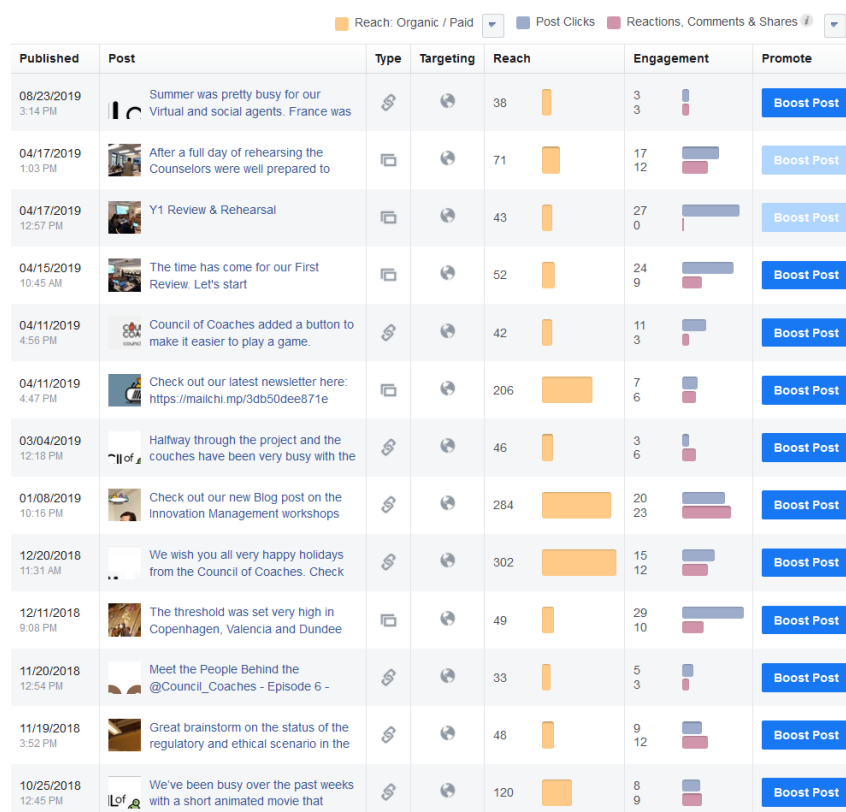 Reach: Organic / Paid Post Clicks Reactions, Comments & Shares i
Published Post Type Targeting Reach Engagement Promote
08/23/2019 3:14 PM
Summer was pretty busy for our
Virtual and social agents. France was
38
3
3
Boost Post
04/17/2019
1:03 PM
After a full day of rehearsing the
Counselors were well prepared to
71
17
12
Boost Post
04/17/2019
12:57 PM
Y1 Review & Rehearsal
43
27
0
Boost Post
04/15/2019
10:45 AM
The time has come for our First
Review. Let's start
52
24
9
Boost Post
04/11/2019
4:56 PM
Council of Coaches added a button to
make it easier to play a game.
42
11
3
Boost Post
04/11/2019
4:47 PM
Check out our latest newsletter here:
https://mailchi.mp/3db50dee871e
206
7
6
Boost Post
03/04/2019
12:18 PM
Halfway through the project and the
couches have been very busy with the
46
3
6
Boost Post
01/08/2019
10:16 PM
Check out our new Blog post on the
Innovation Management workshops
284
20
23
Boost Post
12/20/2018
11:31 AM
We wish you all very happy holidays
from the Council of Coaches. Check
302
15
12
Boost Post
12/11/2018
9:08 PM
The threshold was set very high in
Copenhagen, Valencia and Dundee
49
29
10
Boost Post
11/20/2018
12:54 PM
Meet the People Behind the
@Council_Coaches - Episode 6 -
33
5
3
Boost Post
11/19/2018
3:52 PM
Great brainstorm on the status of the
regulatory and ethical scenario in the
48
9
12
Boost Post
10/25/2018
12:45 PM
We've been busy over the past weeks
with a short animated movie that
120
8
9
Boost Post